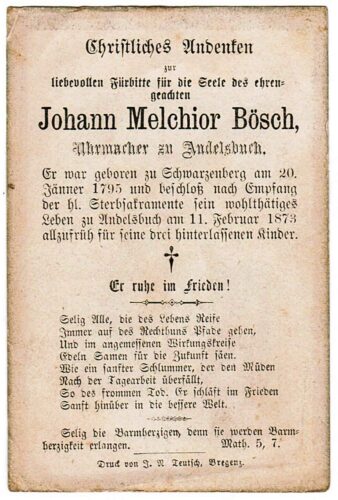 Christliches Andenken
zur
liebevollen Fürbitte für die Seele des ehren-
geachten
Johann Melchior Bösch,
Uhrmacher zu Andelsbuch.
Er war geboren zu Schwarzenberg am 20.
Jänner 1795 und beschloß nach Empfang
der hl. Sterbsakramente sein wohlthätiges
Leben zu Andelsbuch am 11. Februar 1873
allzufrüh für seine drei hinterlassenen Kinder.
†
Er ruhe im Frieden!
Selig Alle, die des Lebens Reise
Immer auf des Rechthuns Pfade gehen,
Und im angemessenen Wirkungskreise
Edeln Samen für die Zukunft säen.
Wie ein sanfter Schlummer, der den Müden
Nach der Tagearbeit überfällt,
So des frommen Tod. Er schläft im Frieden
Sanft hinüber in die bessere Welt.
Selig die Barmherzigen, denn sie werden Barm-
herzigkeit erlangen. Math. 5, 7.
Druck von J. N. Teutsch, Bregenz.